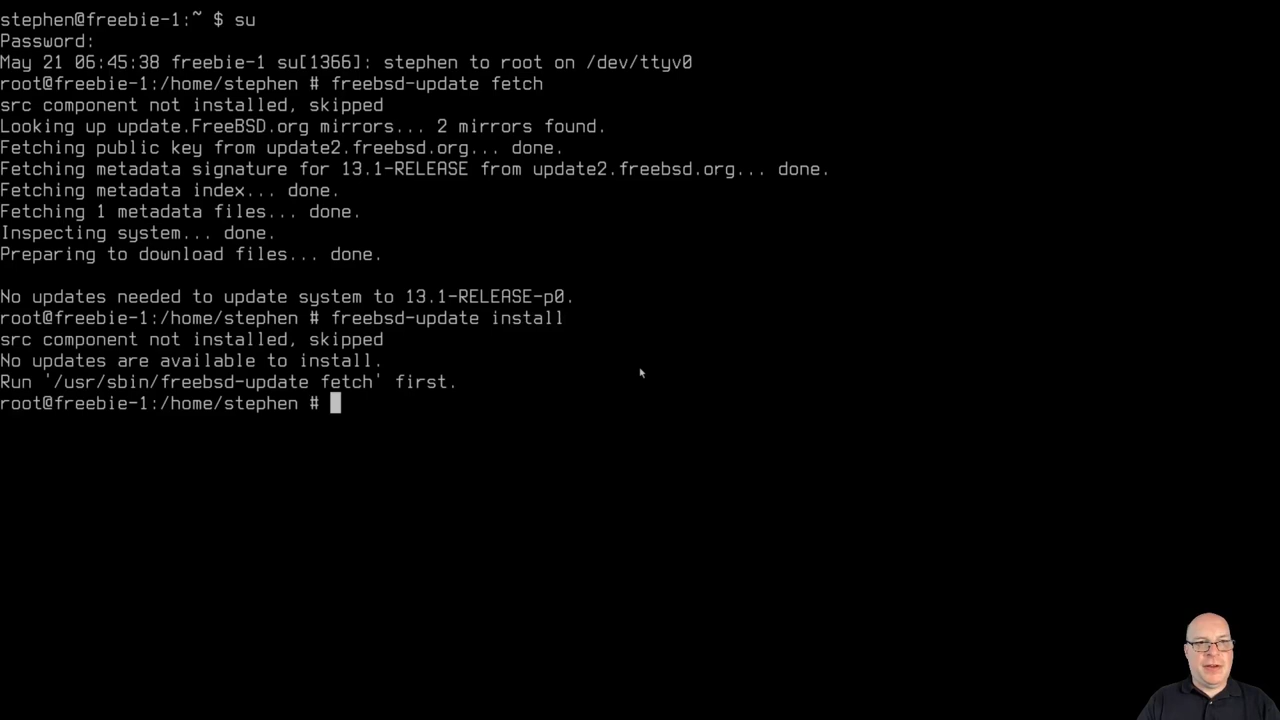 stephen@freebie-1:~ $ su
Password:
May 21 06:45:38 freebie-1 su[1366]: stephen to root on /dev/ttyv0
root@freebie-1:/home/stephen # freebsd-update fetch
src component not installed, skipped
Looking up update.FreeBSD.org mirrors... 2 mirrors found.
Fetching public key from update2.freebsd.org... done.
Fetching metadata signature for 13.1-RELEASE from update2.freebsd.org... done.
Fetching metadata index... done.
Fetching 1 metadata files... done.
Inspecting system... done.
Preparing to download files... done.

No updates needed to update system to 13.1-RELEASE-p0.
root@freebie-1:/home/stephen # freebsd-update install
src component not installed, skipped
No updates are available to install.
Run '/usr/sbin/freebsd-update fetch' first.
root@freebie-1:/home/stephen #